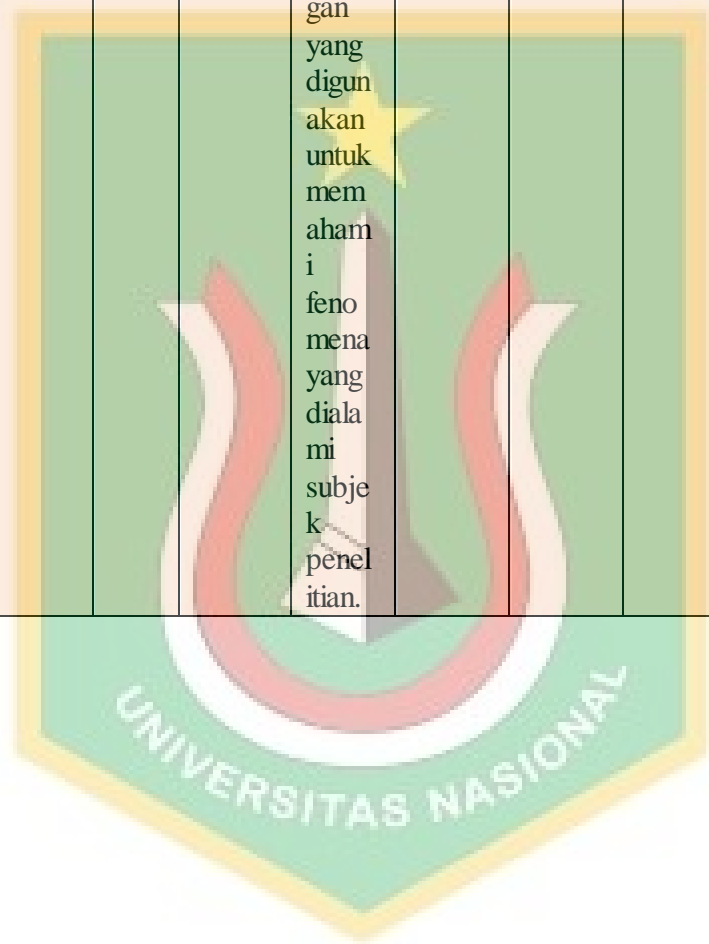 gan
yang
digun
akan
untuk
mem
aham
i
feno
mena
yang
diala
mi
subje
k
penel
itian.
UNIVERSITAS NASIONAL